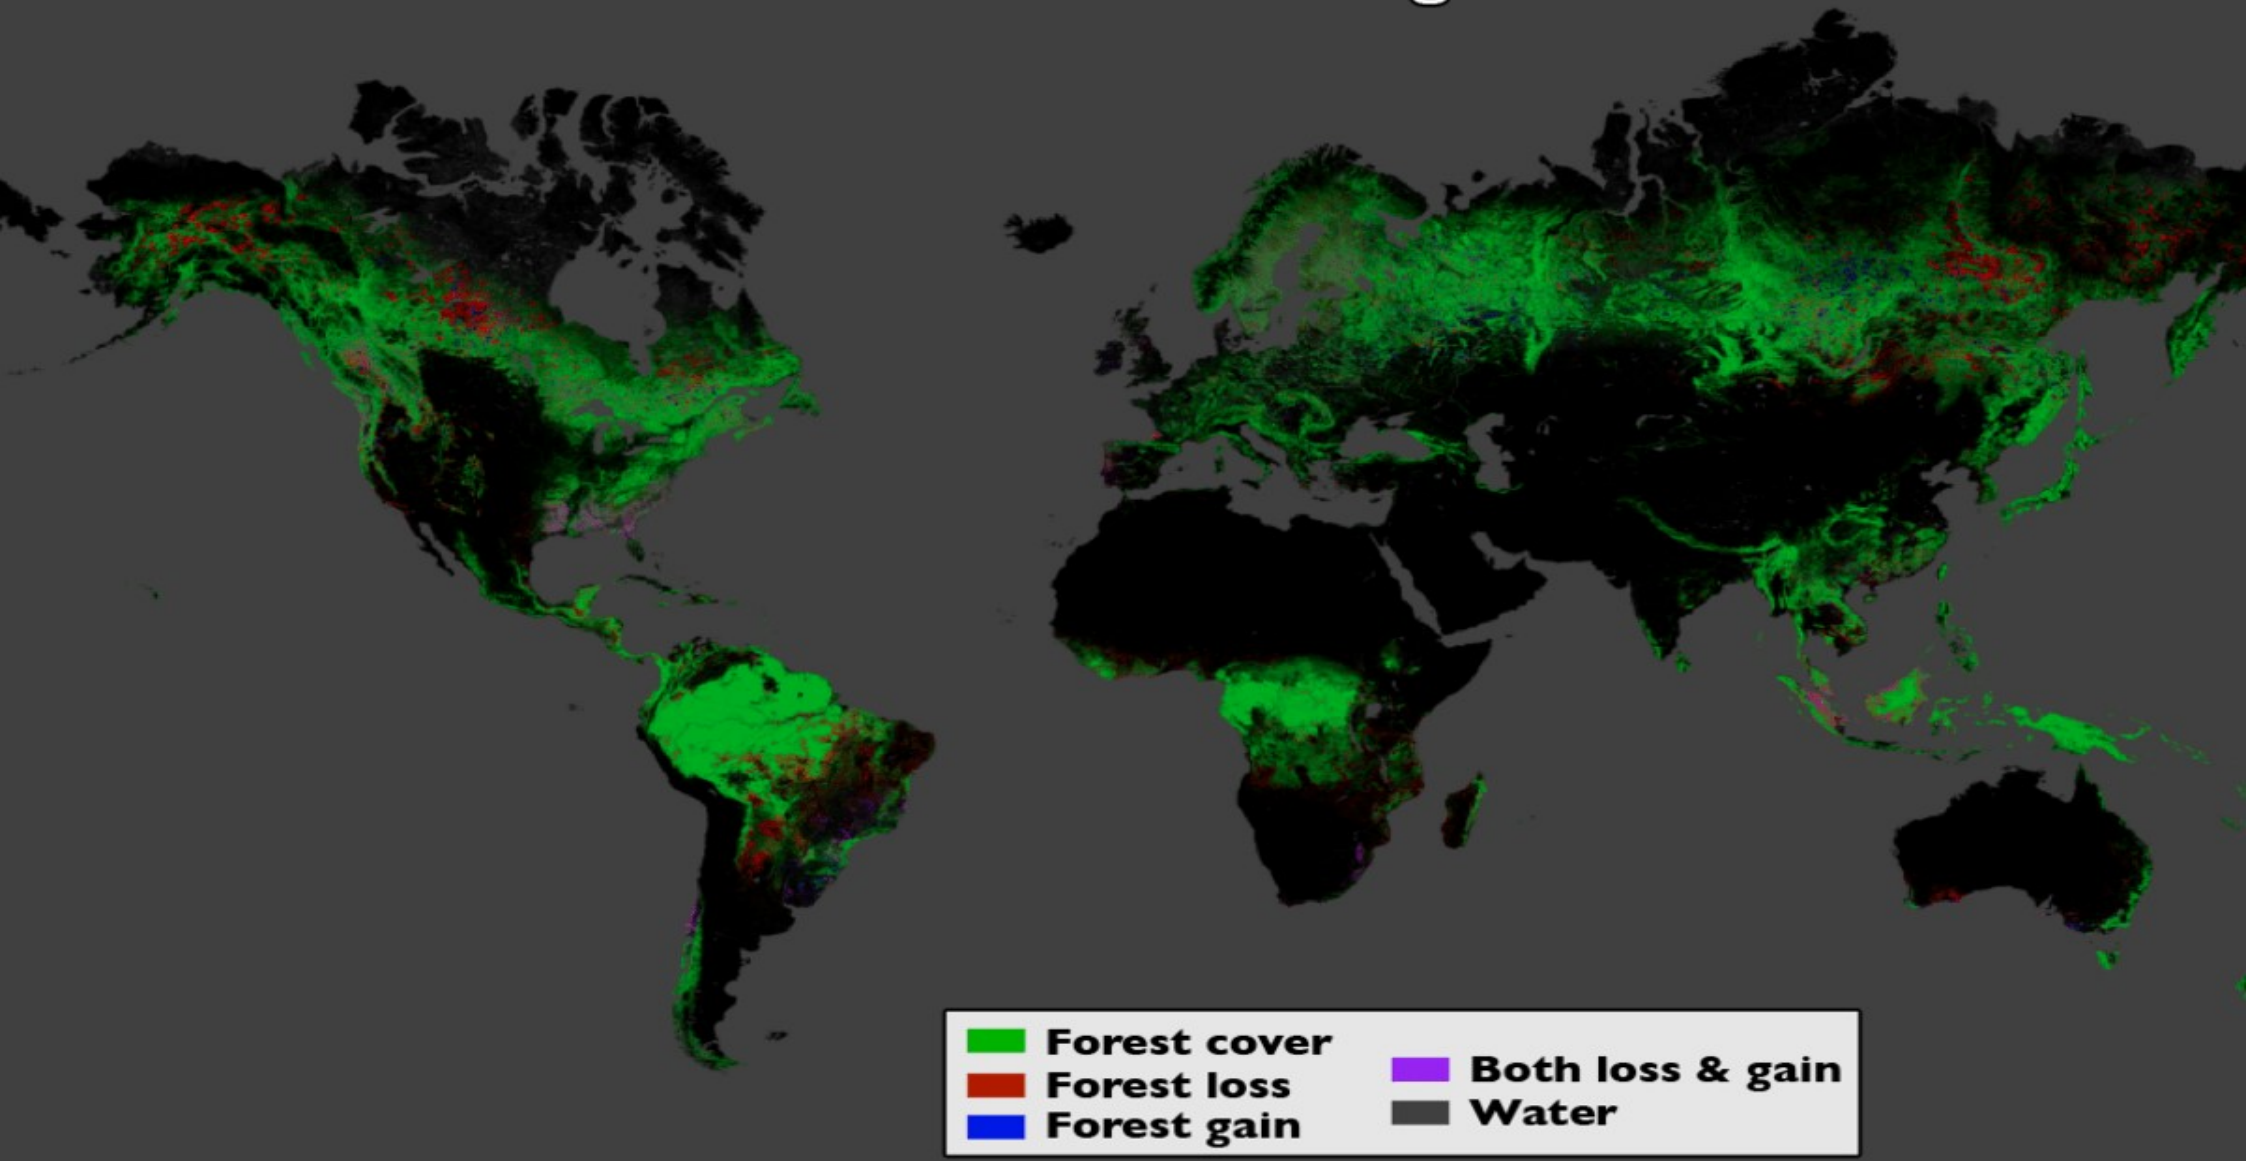 Forest cover
Forest loss
Forest gain
Both loss & gain
Water